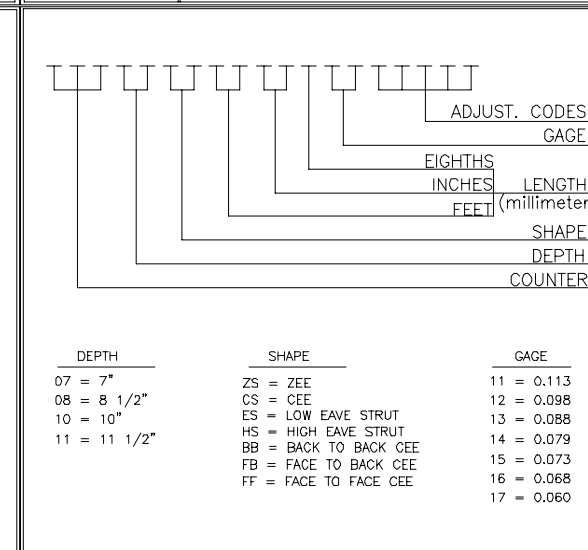 ADJUST. CODES
GAGE
EIGHTHS
INCHES LENGTH
FEET (millimeter
SHAPE
DEPTH
COUNTER
DEPTH
07 = 7"
08 = 8 1/2"
10 = 10"
11 = 11 1/2"
SHAPE
ZS = ZEE
CS = CEE
ES = LOW EAVE STRUT
HS = HIGH EAVE STRUT
BB = BACK TO BACK CEE
FB = FACE TO BACK CEE
FF = FACE TO FACE CEE
GAGE
11 = 0.113
12 = 0.098
13 = 0.088
14 = 0.079
15 = 0.073
16 = 0.068
17 = 0.060